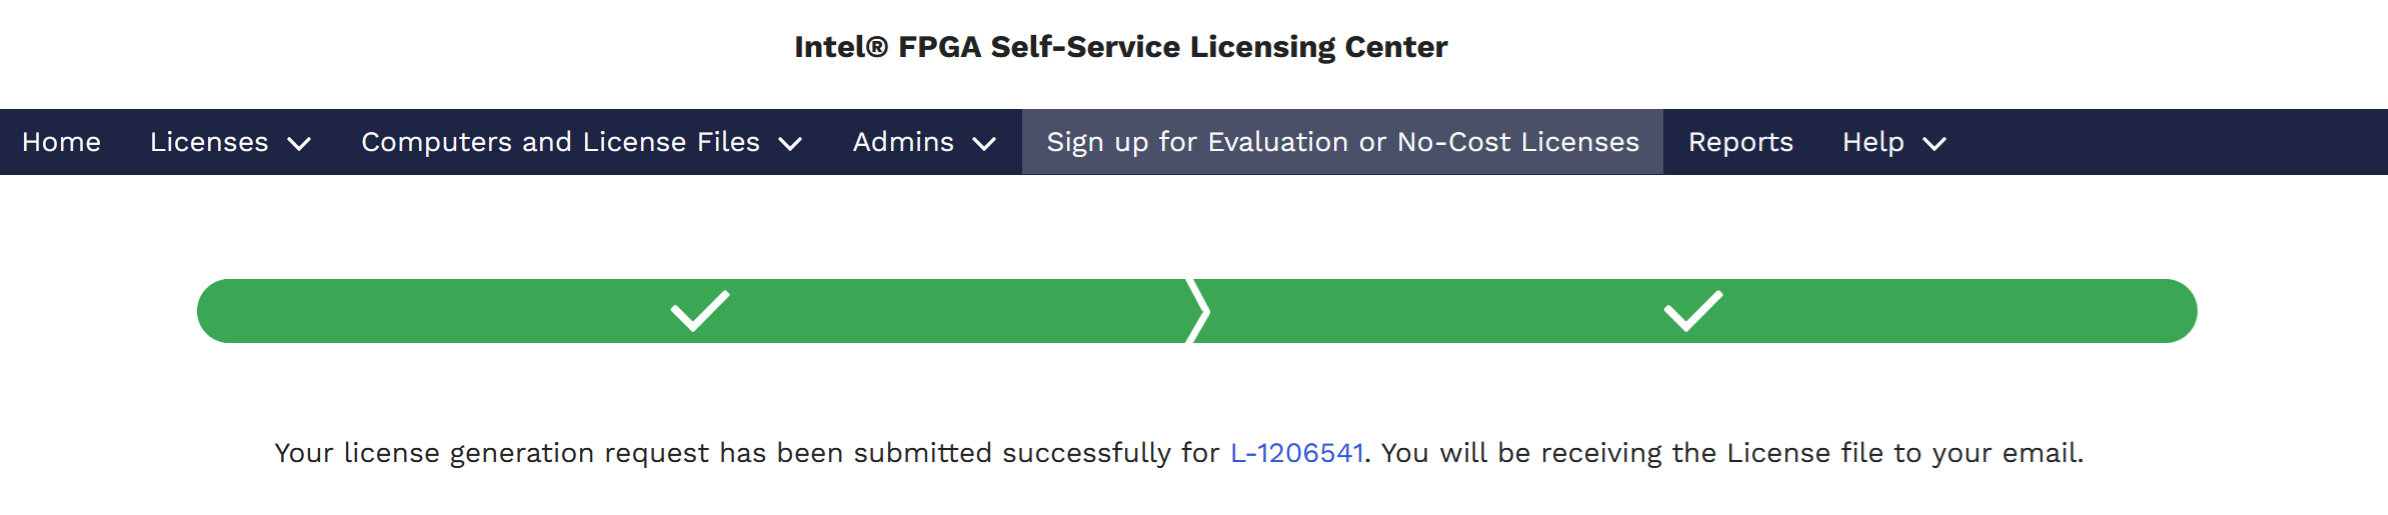 Intel® FPGA Self-Service Licensing Center
Home Licenses Computers and License Files Admins Sign up for Evaluation or No-Cost Licenses Reports Help
Your license generation request has been submitted successfully for L-1206541. You will be receiving the License file to your email.